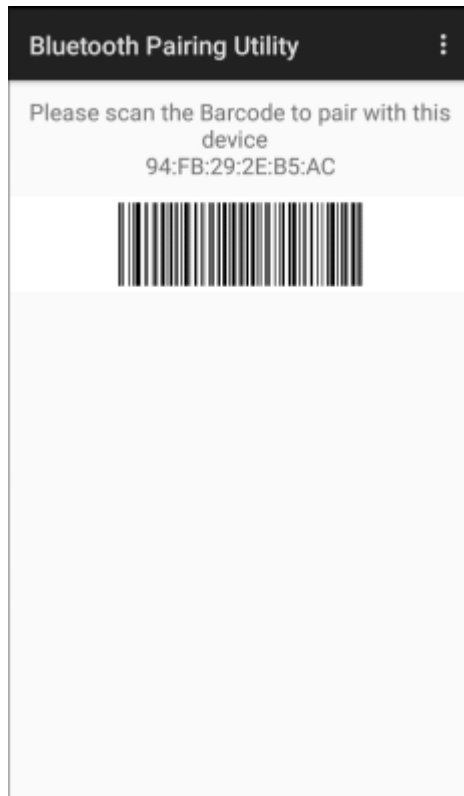 Bluetooth Pairing Utility
Please scan the Barcode to pair with this
device
94:FB:29:2E:B5:AC